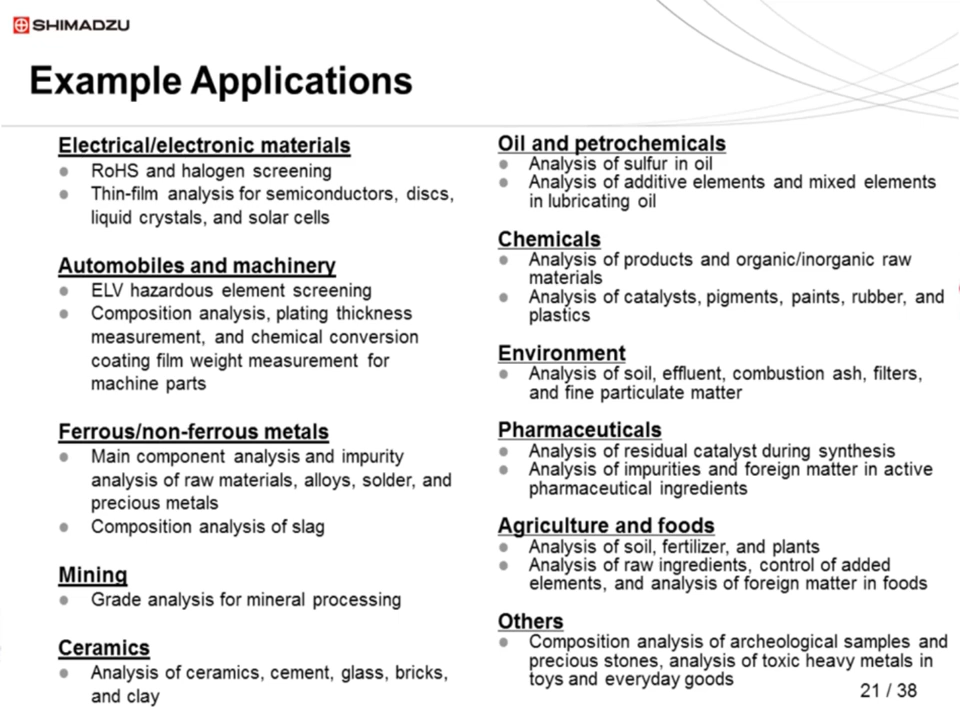 SHIMADZU
Example Applications
Electrical/electronic materials
RoHS and halogen screening
Thin-film analysis for semiconductors, discs,
liquid crystals, and solar cells
Automobiles and machinery
ELV hazardous element screening
Composition analysis, plating thickness
measurement, and chemical conversion
coating film weight measurement for
machine parts
Ferrous/non-ferrous metals
Main component analysis and impurity
analysis of raw materials, alloys, solder, and
precious metals
Composition analysis of slag
Mining
Grade analysis for mineral processing
Ceramics
Analysis of ceramics, cement, glass, bricks,
and clay
Oil and petrochemicals
Analysis of sulfur in oil
Analysis of additive elements and mixed elements
in lubricating oil
Chemicals
Analysis of products and organic/inorganic raw
materials
Analysis of catalysts, pigments, paints, rubber, and
plastics
Environment
Analysis of soil, effluent, combustion ash, filters,
and fine particulate matter
Pharmaceuticals
Analysis of residual catalyst during synthesis
Analysis of impurities and foreign matter in active
pharmaceutical ingredients
Agriculture and foods
Analysis of soil, fertilizer, and plants
Analysis of raw ingredients, control of added
elements, and analysis of foreign matter in foods
Others
Composition analysis of archeological samples and
precious stones, analysis of toxic heavy metals in
toys and everyday goods
21 / 38